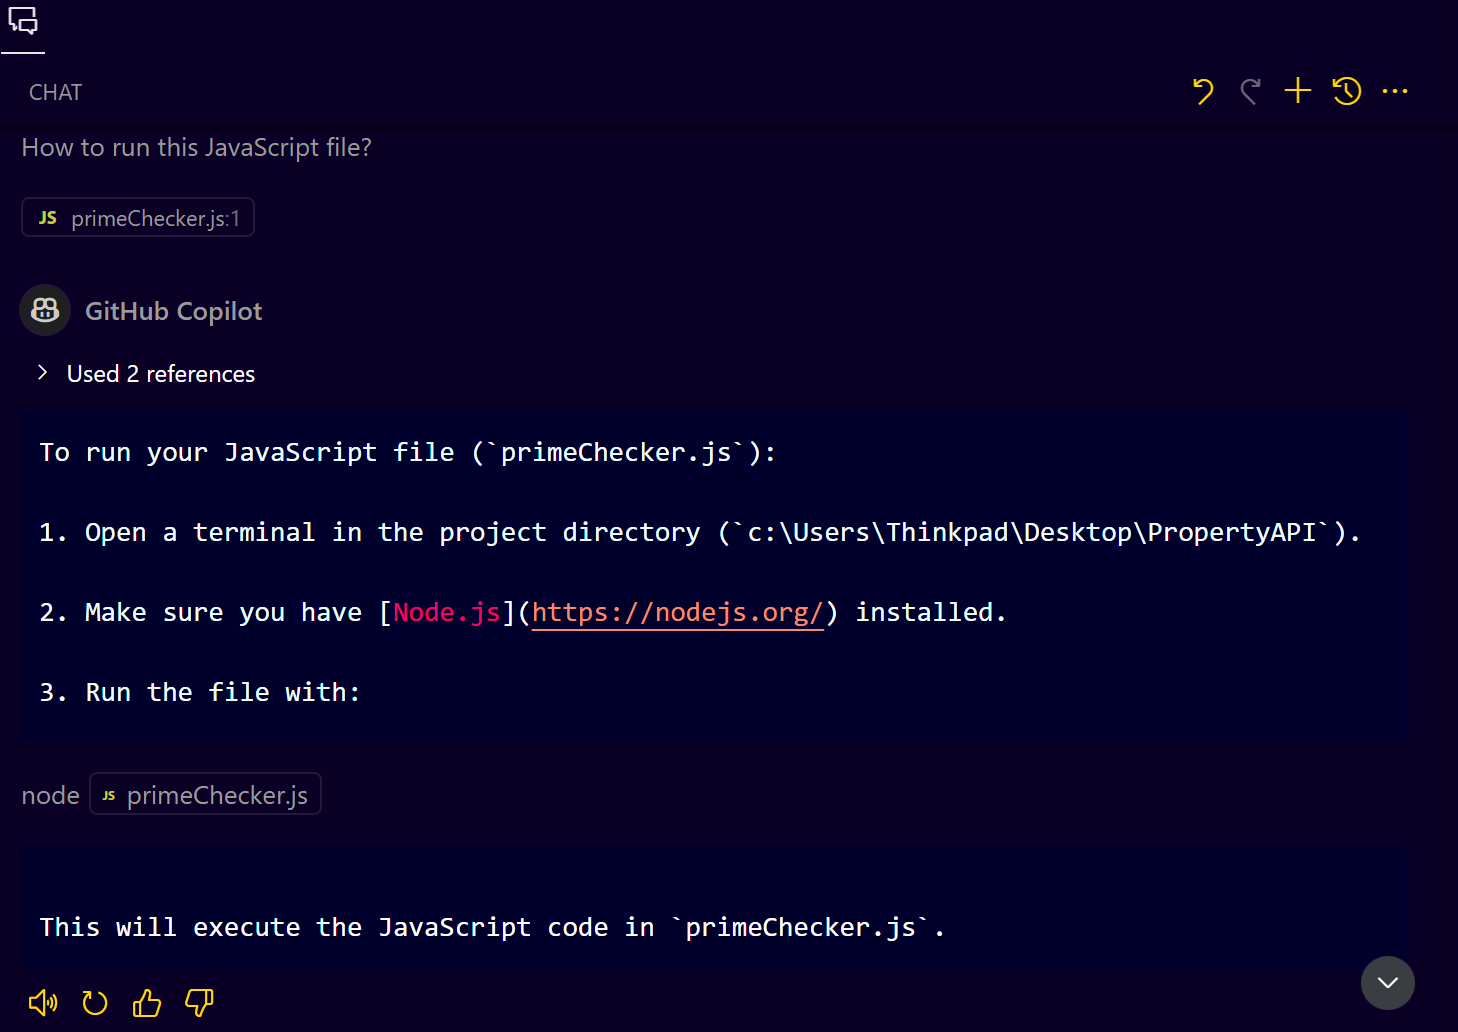 CHAT
How to run this JavaScript file?
JS primeChecker.js:1
GitHub Copilot
Used 2 references
To run your JavaScript file (`primeChecker.js`):
1. Open a terminal in the project directory (`c:\Users\Thinkpad\Desktop\PropertyAPI`).
2. Make sure you have [Node.js](https://nodejs.org/) installed.
3. Run the file with:
node JS primeChecker.js
This will execute the JavaScript code in `primeChecker.js`.